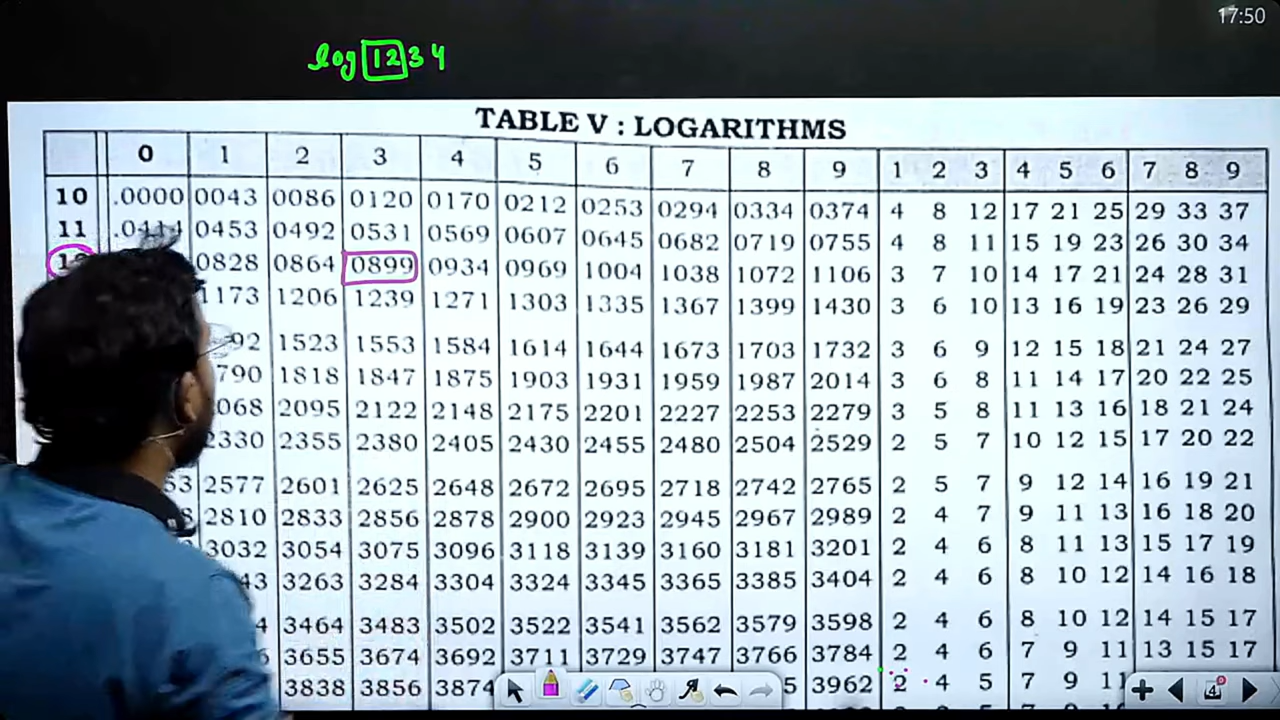 17:50
log 1234
TABLE V : LOGARITHMS
0 1 2 3 4 5 6 7 8 9 1 2 3 4 5 6 7 8 9
10 .0000 0043 0086 0120 0170 0212 0253 0294 0334 0374 4 8 12 17 21 25 29 33 37
11 .0414 0453 0492 0531 0569 0607 0645 0682 0719 0755 4 8 11 15 19 23 26 30 34
0828 0864 0899 0934 0969 1004 1038 1072 1106 3 7 10 14 17 21 24 28 31
1173 1206 1239 1271 1303 1335 1367 1399 1430 3 6 10 13 16 19 23 26 29
92 1523 1553 1584 1614 1644 1673 1703 1732 3 6 9 12 15 18 21 24 27
790 1818 1847 1875 1903 1931 1959 1987 2014 3 6 8 11 14 17 20 22 25
068 2095 2122 2148 2175 2201 2227 2253 2279 3 5 8 11 13 16 18 21 24
2330 2355 2380 2405 2430 2455 2480 2504 2529 2 5 7 10 12 15 17 20 22
53 2577 2601 2625 2648 2672 2695 2718 2742 2765 2 5 7 9 12 14 16 19 21
2810 2833 2856 2878 2900 2923 2945 2967 2989 2 4 7 9 11 13 16 18 20
3032 3054 3075 3096 3118 3139 3160 3181 3201 2 4 6 8 11 13 15 17 19
43 3263 3284 3304 3324 3345 3365 3385 3404 2 4 6 8 10 12 14 16 18
4 3464 3483 3502 3522 3541 3562 3579 3598 2 4 6 8 10 12 14 15 17
3655 3674 3692 3711 3729 3747 3766 3784 2 4 6 7 9 11 13 15 17
3838 3856 3874 5 3962 2 4 5 7 9 11